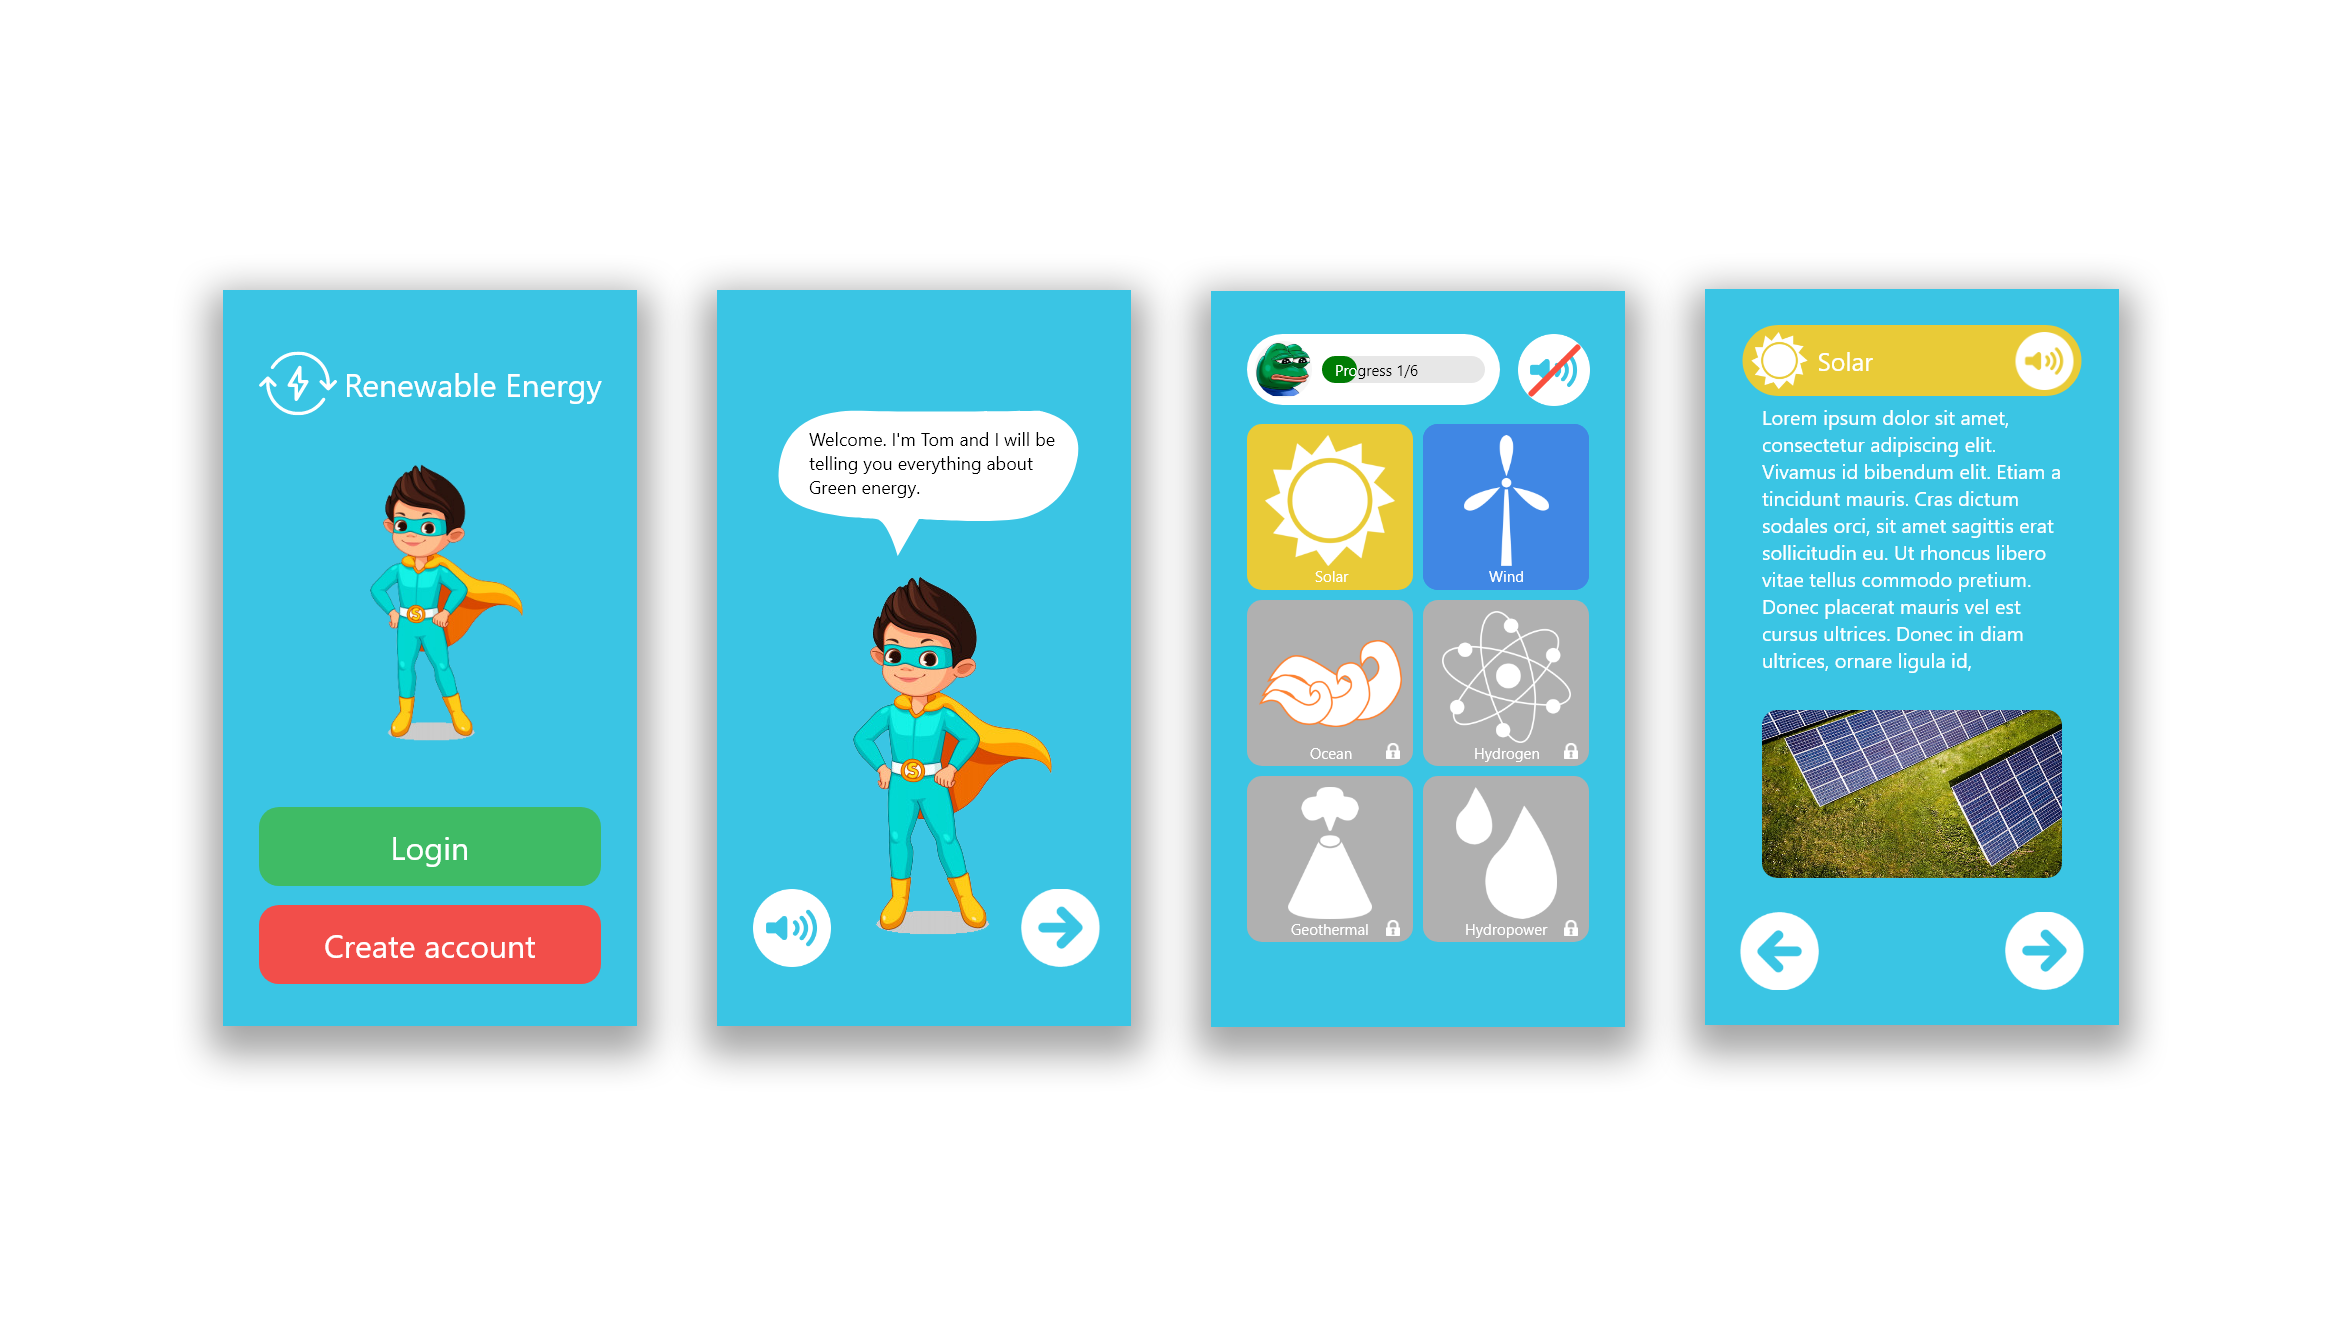 Renewable Energy
Login
Create account
Welcome. I'm Tom and I will be
telling you everything about
Green energy.
S
Progress 1/6
Solar
Wind
Ocean
Hydrogen
Geothermal
Hydropower
Solar
Lorem ipsum dolor sit amet,
consectetur adipiscing elit.
Vivamus id bibendum elit. Etiam a
tincidunt mauris. Cras dictum
sodales orci, sit amet sagittis erat
sollicitudin eu. Ut rhoncus libero
vitae tellus commodo pretium.
Donec placerat mauris vel est
cursus ultrices. Donec in diam
ultrices, ornare ligula id,